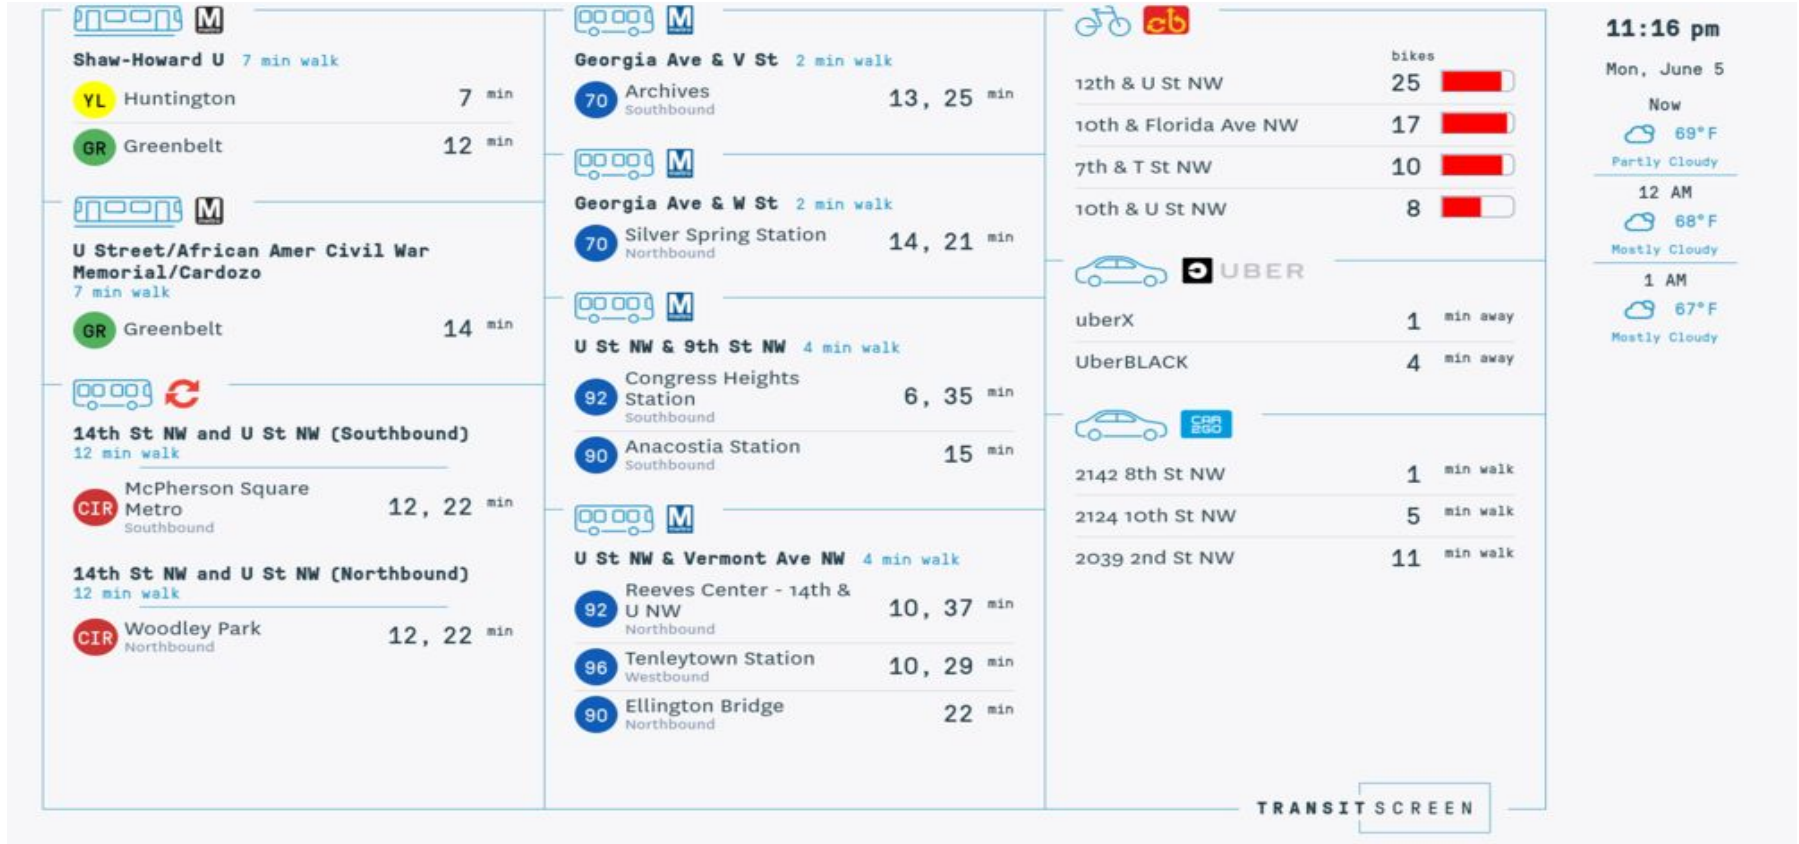 M
metro
Shaw-Howard U 7 min walk
YL Huntington 7 min
GR Greenbelt 12 min
M
metro
U Street/African Amer Civil War
Memorial/Cardozo
7 min walk
GR Greenbelt 14 min
14th St NW and U St NW (Southbound)
12 min walk
CIR McPherson Square
Metro 12, 22 min
Southbound
14th St NW and U St NW (Northbound)
12 min walk
CIR Woodley Park 12, 22 min
Northbound
M
metro
Georgia Ave & V St 2 min walk
70 Archives 13, 25 min
Southbound
M
metro
Georgia Ave & W St 2 min walk
70 Silver Spring Station 14, 21 min
Northbound
M
metro
U St NW & 9th St NW 4 min walk
92 Congress Heights
Station 6, 35 min
Southbound
90 Anacostia Station 15 min
Southbound
M
metro
U St NW & Vermont Ave NW 4 min walk
92 Reeves Center - 14th &
U NW 10, 37 min
Northbound
96 Tenleytown Station 10, 29 min
Westbound
90 Ellington Bridge 22 min
Northbound
cb
bikes
12th & U St NW 25
10th & Florida Ave NW 17
7th & T St NW 10
10th & U St NW 8
UBER
uberX 1 min away
UberBLACK 4 min away
CAR
2GO
2142 8th St NW 1 min walk
2124 10th St NW 5 min walk
2039 2nd St NW 11 min walk
TRANSITSCREEN
11:16 pm
Mon, June 5
Now
69°F
Partly Cloudy
12 AM
68°F
Mostly Cloudy
1 AM
67°F
Mostly Cloudy